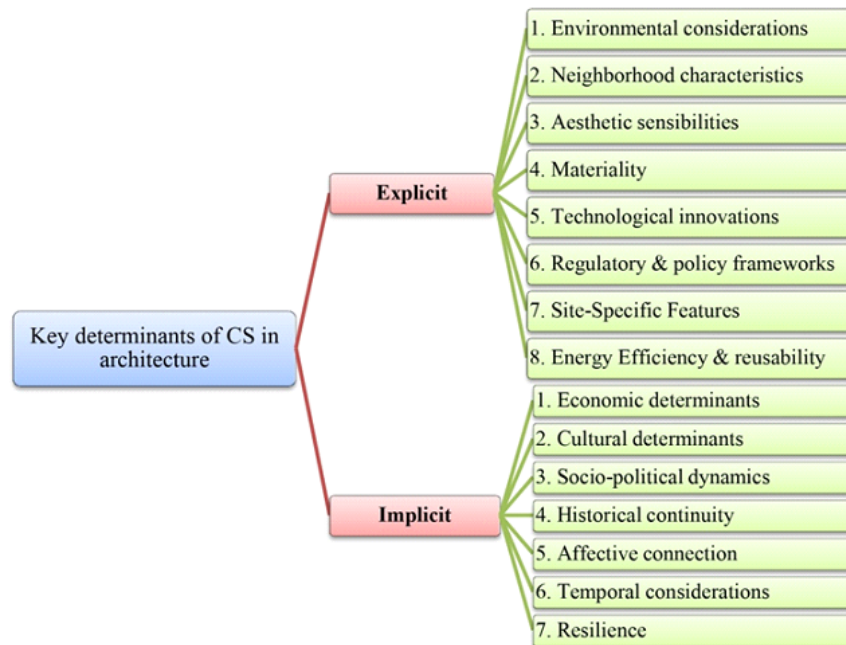 Key determinants of CS in
architecture
Explicit
1. Environmental considerations
2. Neighborhood characteristics
3. Aesthetic sensibilities
4. Materiality
5. Technological innovations
6. Regulatory & policy frameworks
7. Site-Specific Features
8. Energy Efficiency & reusability
Implicit
1. Economic determinants
2. Cultural determinants
3. Socio-political dynamics
4. Historical continuity
5. Affective connection
6. Temporal considerations
7. Resilience